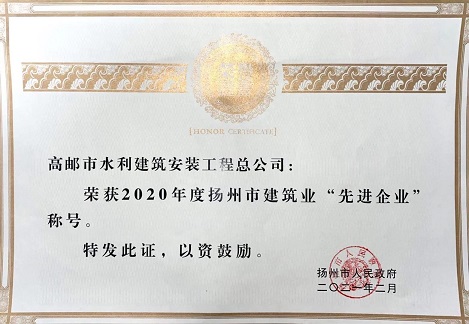 [HONOR CERTIFICATE]
高邮市水利建筑安装工程总公司：
荣获2020年度扬州市建筑业“先进企业”
称号。
特发此证，以资鼓励。
扬州市人民政府
二〇二一年二月